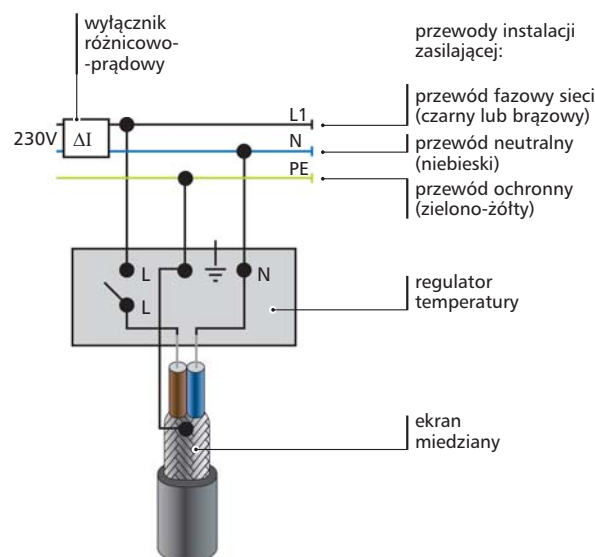 wyłącznik
różnicowo-
-prądowy
przewody instalacji
zasilającej:
230V
ΔI
L1
N
PE
przewód fazowy sieci
(czarny lub brązowy)
przewód neutralny
(niebieski)
przewód ochronny
(zielono-żółty)
L
N
L
regulator
temperatury
ekran
miedziany